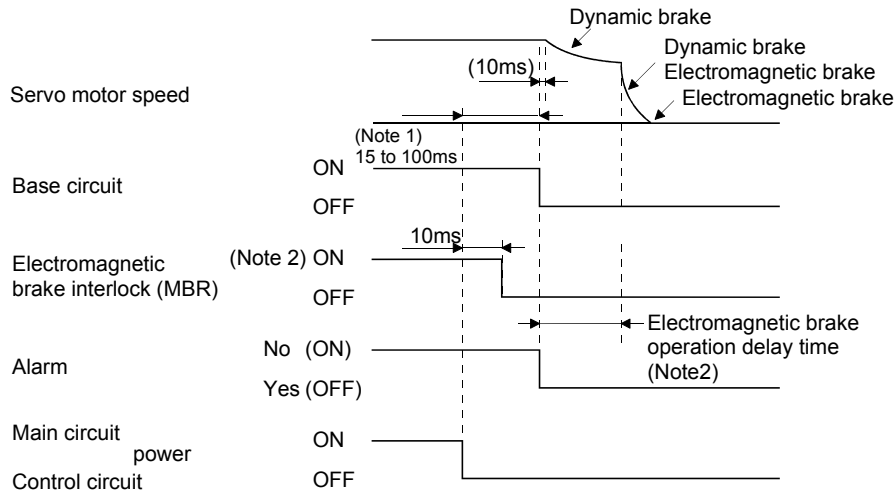 Dynamic brake
Dynamic brake
Electromagnetic brake
Electromagnetic brake
(10ms)
Servo motor speed
(Note 1)
15 to 100ms
Base circuit
ON
OFF
10ms
Electromagnetic
brake interlock (MBR)
(Note 2) ON
OFF
Electromagnetic brake
operation delay time
(Note2)
Alarm
No (ON)
Yes (OFF)
Main circuit
power
Control circuit
ON
OFF